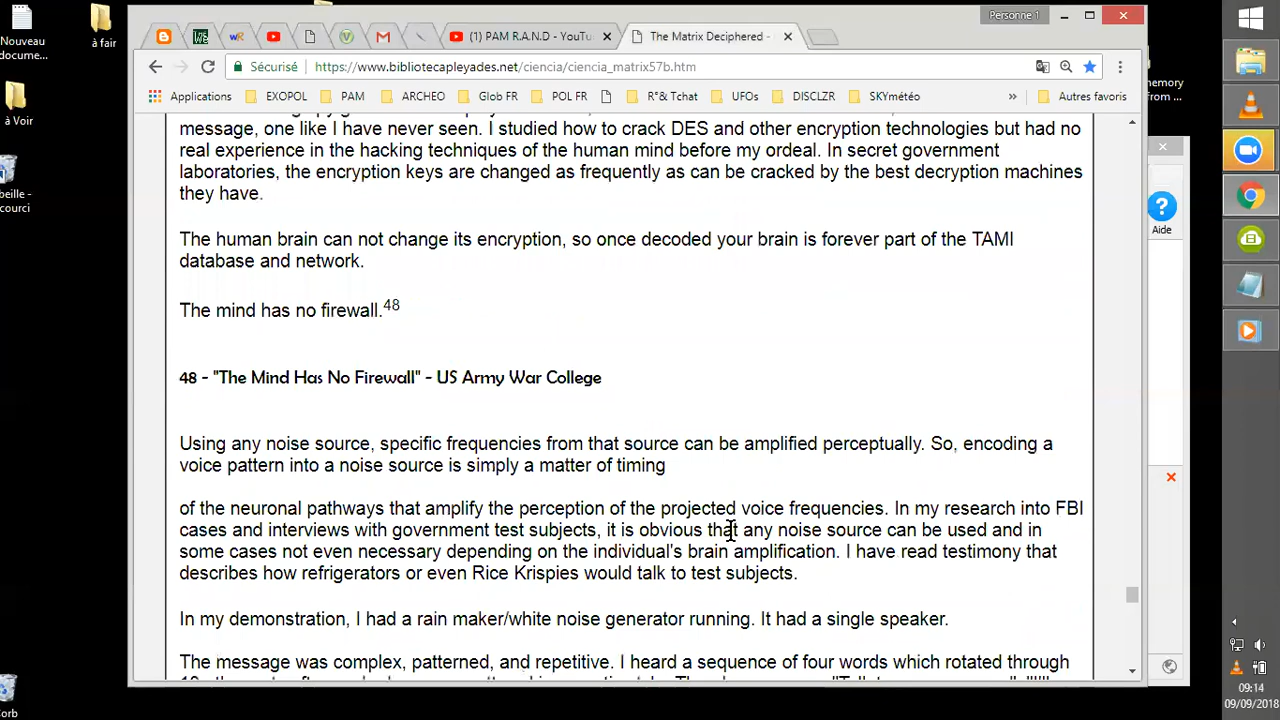 Nouveau
docume...
à fair
à Voir
beille -
courci
Corb
Personne 1
(1) PAM R.A.N.D - YouTu
The Matrix Deciphered -
Sécurisé
https://www.bibliotecapleyades.net/ciencia/ciencia_matrix57b.htm
Applications
EXOPOL
PAM
ARCHEO
Glob FR
POL FR
R°& Tchat
UFOs
DISCLZR
SKYmétéo
»
Autres favoris
message, one like I have never seen. I studied how to crack DES and other encryption technologies but had no
real experience in the hacking techniques of the human mind before my ordeal. In secret government
laboratories, the encryption keys are changed as frequently as can be cracked by the best decryption machines
they have.
The human brain can not change its encryption, so once decoded your brain is forever part of the TAMI
database and network.
The mind has no firewall.48
48 - "The Mind Has No Firewall" - US Army War College
Using any noise source, specific frequencies from that source can be amplified perceptually. So, encoding a
voice pattern into a noise source is simply a matter of timing
of the neuronal pathways that amplify the perception of the projected voice frequencies. In my research into FBI
cases and interviews with government test subjects, it is obvious that any noise source can be used and in
some cases not even necessary depending on the individual's brain amplification. I have read testimony that
describes how refrigerators or even Rice Krispies would talk to test subjects.
In my demonstration, I had a rain maker/white noise generator running. It had a single speaker.
The message was complex, patterned, and repetitive. I heard a sequence of four words which rotated through
memory
from ...
?
Aide
09:14
09/09/2018